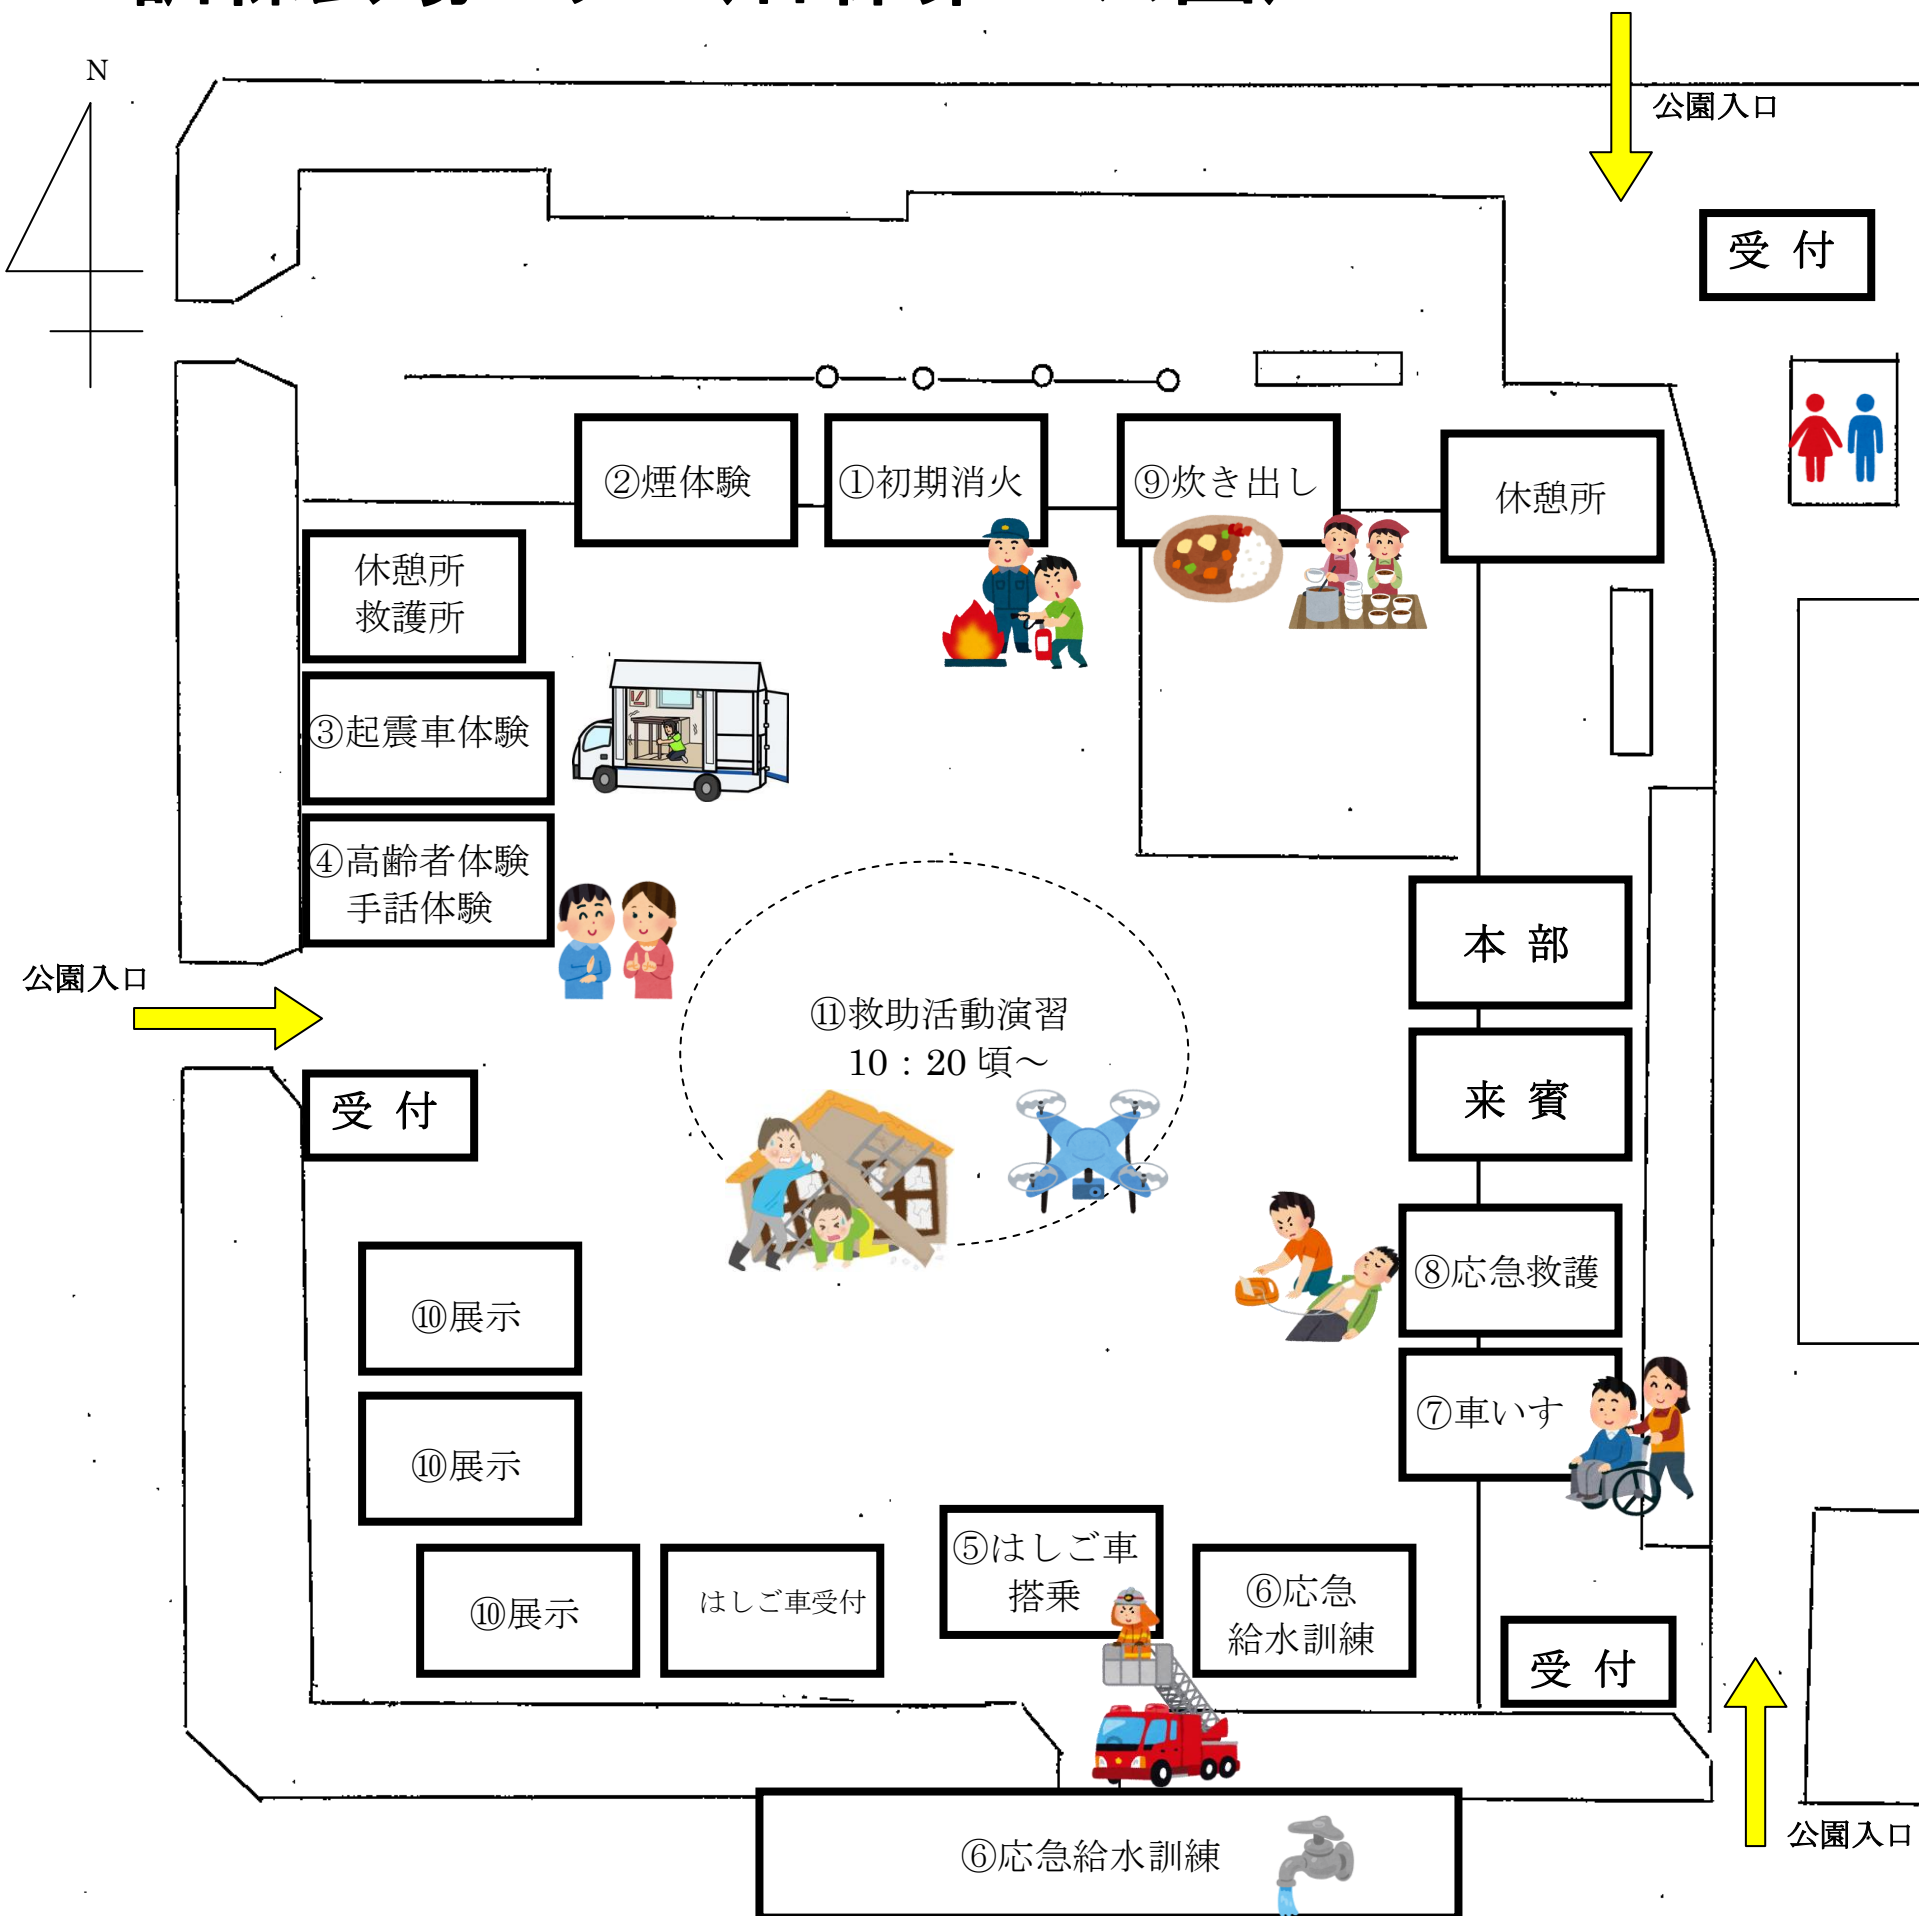 N
公園入口
受付
②煙体験
①初期消火
⑨炊き出し
休憩所
休憩所
救護所
③起震車体験
④高齢者体験
手話体験
本部
公園入口
⑪救助活動演習
10：20頃～
来賓
受付
⑧応急救護
⑩展示
⑦車いす
⑩展示
⑤はしご車
搭乗
⑩展示
はしご車受付
⑥応急
給水訓練
受付
公園入口
⑥応急給水訓練